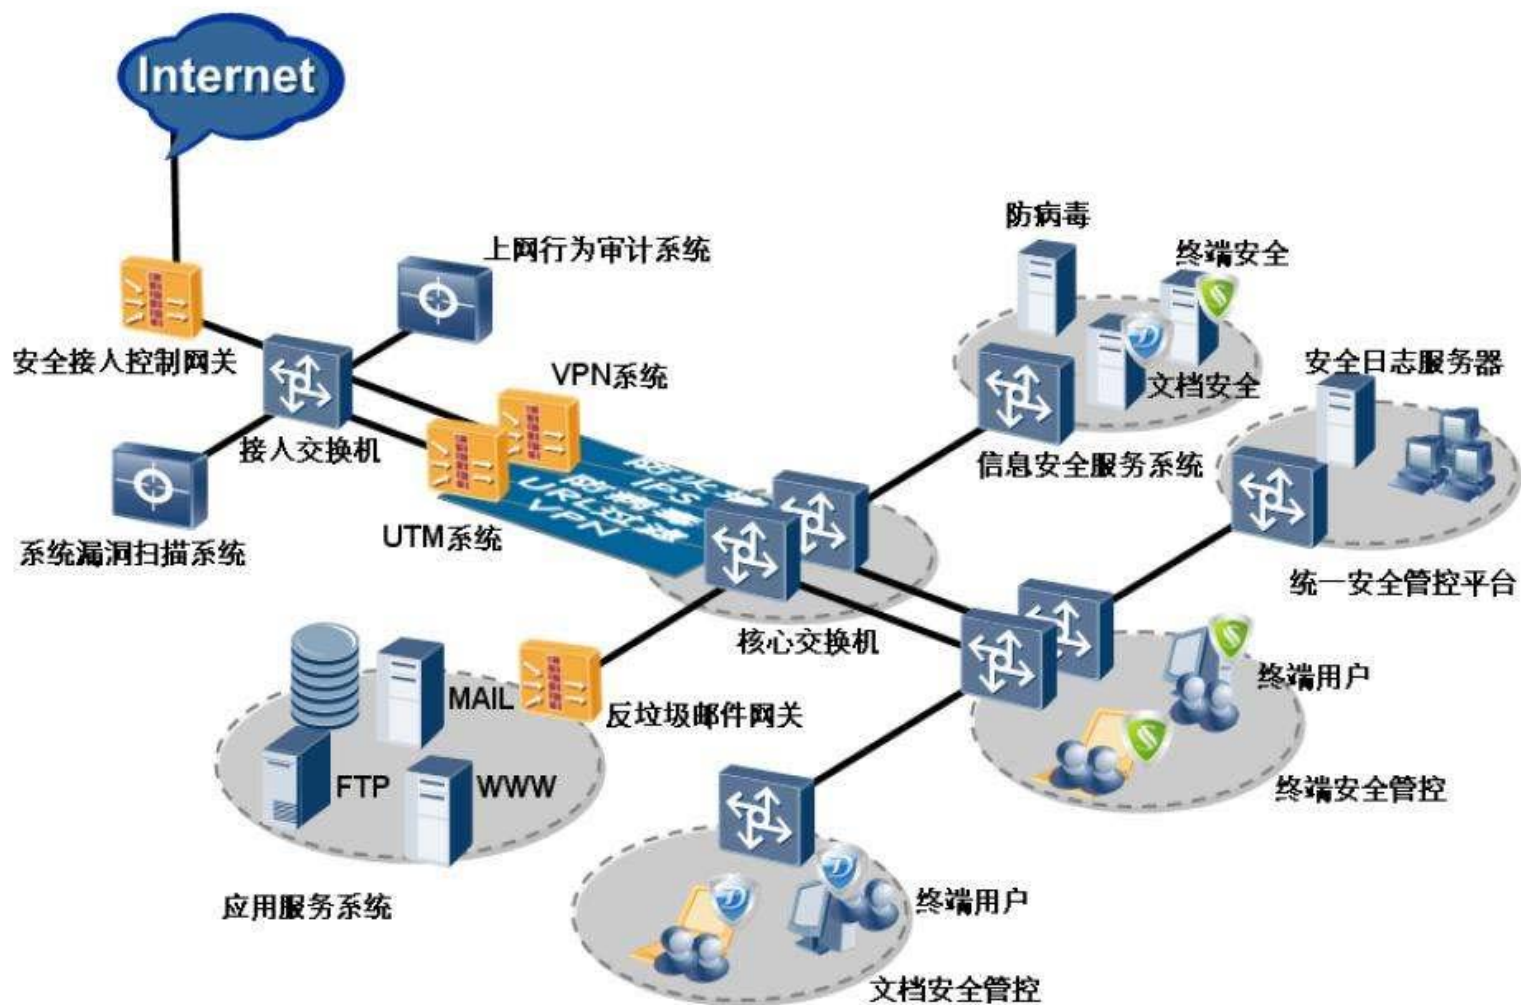 Internet
上网行为审计系统
安全接入控制网关
VPN系统
接入交换机
系统漏洞扫描系统
UTM系统
防火墙
IPS
防病毒
URL过滤
VPN
核心交换机
防病毒
终端安全
文档安全
信息安全服务系统
安全日志服务器
统一安全管控平台
MAIL
反垃圾邮件网关
FTP
WWW
应用服务系统
终端用户
终端安全管控
终端用户
文档安全管控